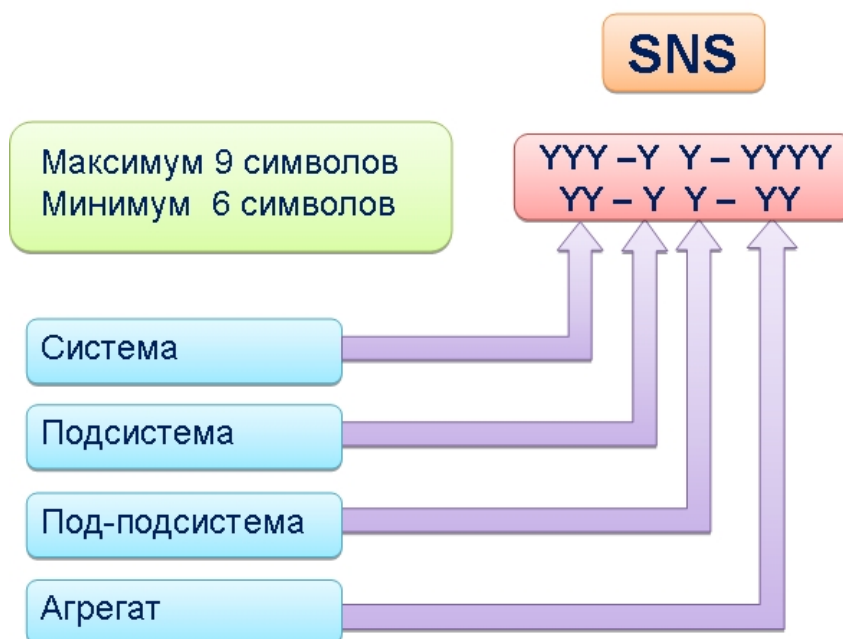 SNS
Максимум 9 символов
Минимум 6 символов
YYY –Y Y – YYYY
YY – Y Y – YY
Система
Подсистема
Под-подсистема
Агрегат